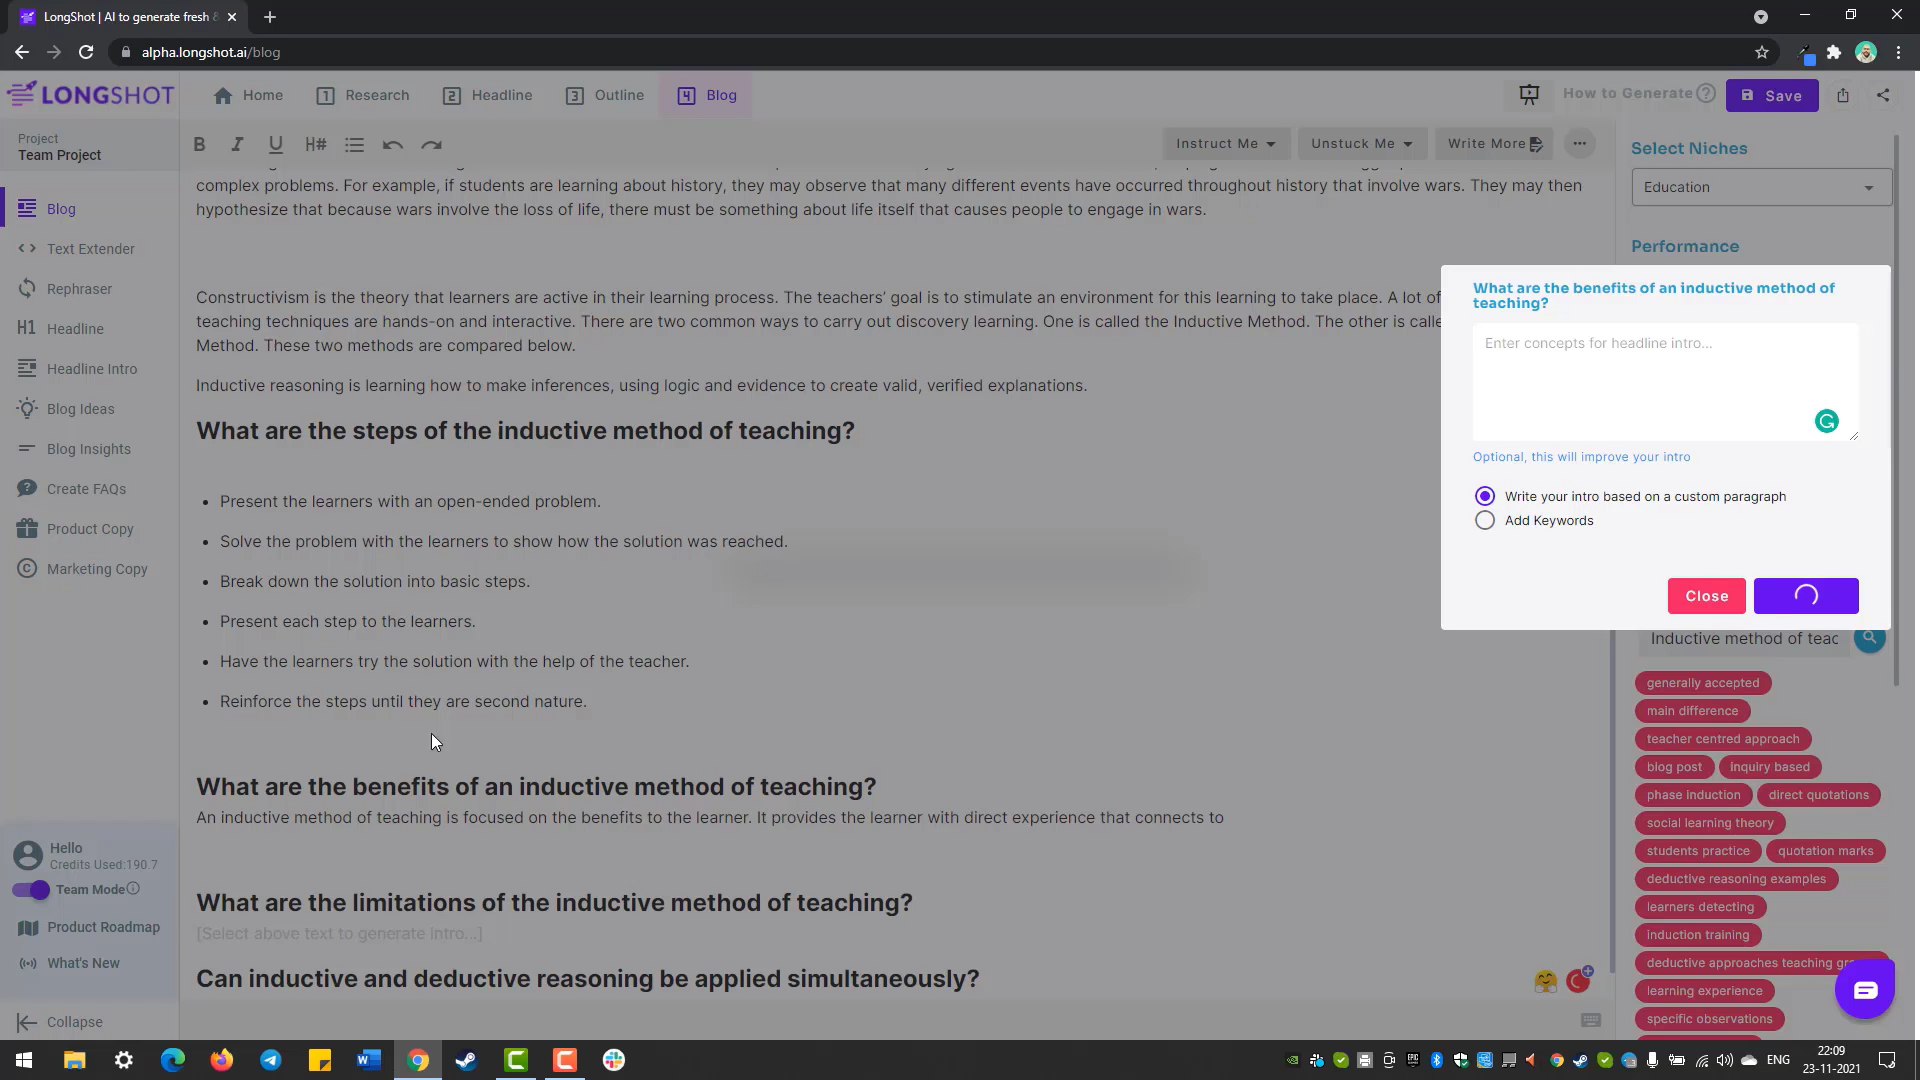 LongShot | AI to generate fresh &
alpha.longshot.ai/blog
LONGSHOT
Home
1 Research
2 Headline
3 Outline
4 Blog
How to Generate
Save
Project
Team Project
B I U H#
Instruct Me
Unstuck Me
Write More
Select Niches
Education
Performance
Blog
Text Extender
Rephraser
H1 Headline
Headline Intro
Blog Ideas
Blog Insights
Create FAQs
Product Copy
Marketing Copy
Hello
Credits Used:190.7
Team Mode
Product Roadmap
What's New
Collapse
complex problems. For example, if students are learning about history, they may observe that many different events have occurred throughout history that involve wars. They may then
hypothesize that because wars involve the loss of life, there must be something about life itself that causes people to engage in wars.
Constructivism is the theory that learners are active in their learning process. The teachers' goal is to stimulate an environment for this learning to take place. A lot of
teaching techniques are hands-on and interactive. There are two common ways to carry out discovery learning. One is called the Inductive Method. The other is calle
Method. These two methods are compared below.
Inductive reasoning is learning how to make inferences, using logic and evidence to create valid, verified explanations.
What are the steps of the inductive method of teaching?
• Present the learners with an open-ended problem.
• Solve the problem with the learners to show how the solution was reached.
• Break down the solution into basic steps.
• Present each step to the learners.
• Have the learners try the solution with the help of the teacher.
• Reinforce the steps until they are second nature.
What are the benefits of an inductive method of teaching?
An inductive method of teaching is focused on the benefits to the learner. It provides the learner with direct experience that connects to
What are the limitations of the inductive method of teaching?
[Select above text to generate intro...]
Can inductive and deductive reasoning be applied simultaneously?
What are the benefits of an inductive method of
teaching?
Enter concepts for headline intro...
Optional, this will improve your intro
Write your intro based on a custom paragraph
Add Keywords
Close
Inductive method of teac
generally accepted
main difference
teacher centred approach
blog post
inquiry based
phase induction
direct quotations
social learning theory
students practice
quotation marks
deductive reasoning examples
learners detecting
induction training
deductive approaches teaching gr
learning experience
specific observations
ENG
22:09
23-11-2021